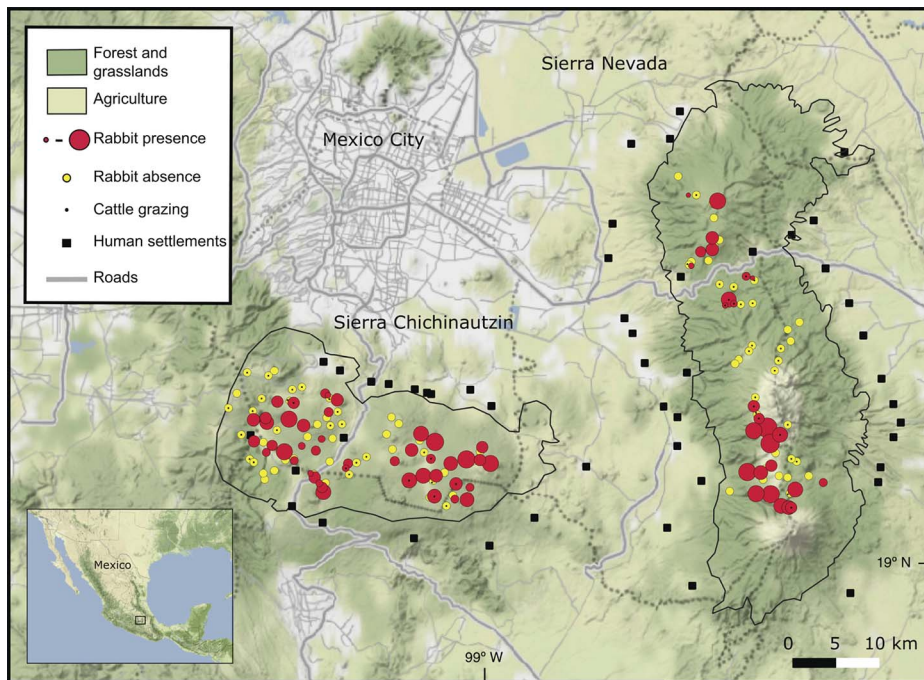 Forest and
grasslands
Agriculture
Rabbit presence
Rabbit absence
Cattle grazing
Human settlements
Roads
Sierra Nevada
Mexico City
Sierra Chichinautzin
Mexico
19° N
99° W
0 5 10 km